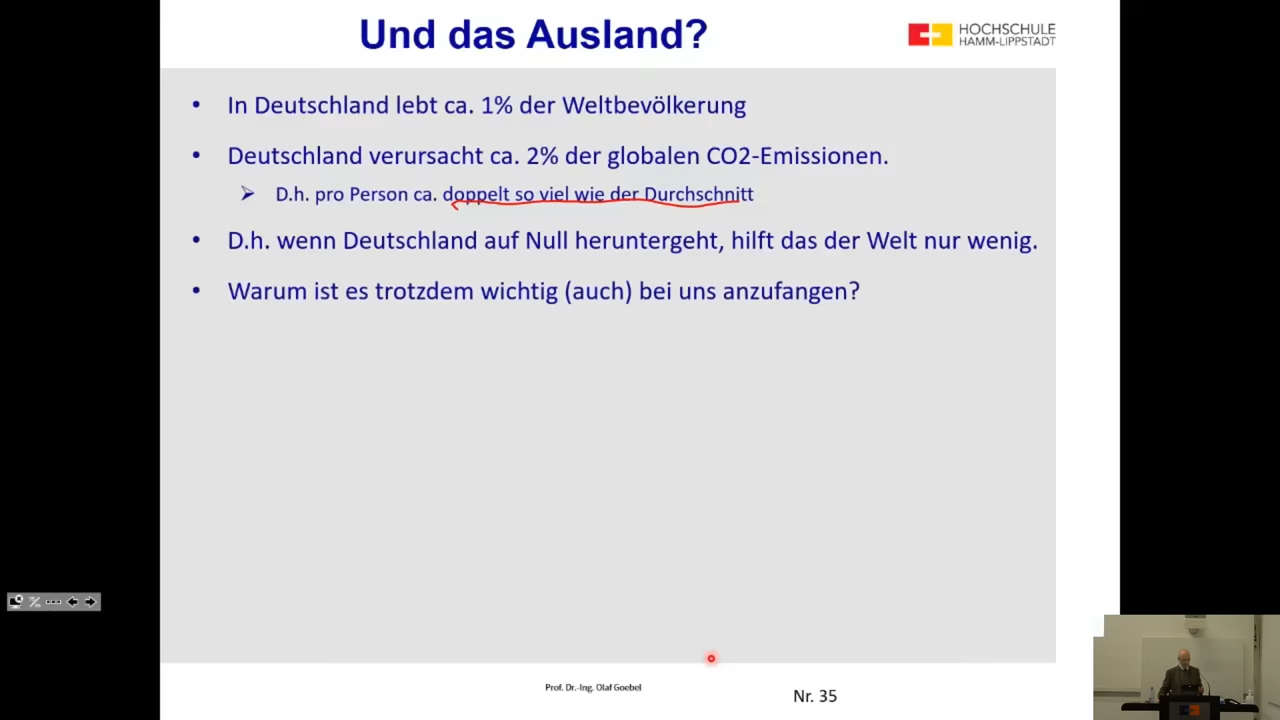 Und das Ausland?
HOCHSCHULE
HAMM-LIPPSTADT
• In Deutschland lebt ca. 1% der Weltbevölkerung
• Deutschland verursacht ca. 2% der globalen CO2-Emissionen.
➢ D.h. pro Person ca. doppelt so viel wie der Durchschnitt
• D.h. wenn Deutschland auf Null heruntergeht, hilft das der Welt nur wenig.
• Warum ist es trotzdem wichtig (auch) bei uns anzufangen?
Prof. Dr.-Ing. Olaf Goebel
Nr. 35